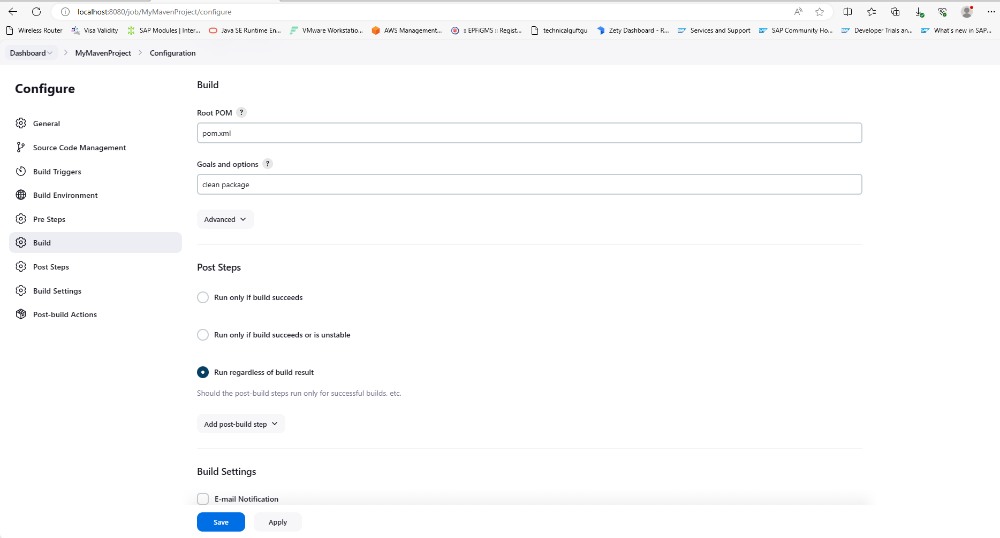 localhost:8080/job/MyMavenProject/configure
Wireless Router Visa Validity SAP Modules | Inter... Java SE Runtime En... VMware Workstatio... AWS Management... :: EPFiGMS :: Regist... technicalguftgu Zety Dashboard - R... Services and Support SAP Community Ho... Developer Trials an... What's new in SAP...
Dashboard MyMavenProject Configuration
Configure
General
Source Code Management
Build Triggers
Build Environment
Pre Steps
Build
Post Steps
Build Settings
Post-build Actions
Build
Root POM ?
pom.xml
Goals and options ?
clean package
Advanced
Post Steps
Run only if build succeeds
Run only if build succeeds or is unstable
Run regardless of build result
Should the post-build steps run only for successful builds, etc.
Add post-build step
Build Settings
E-mail Notification
Save Apply